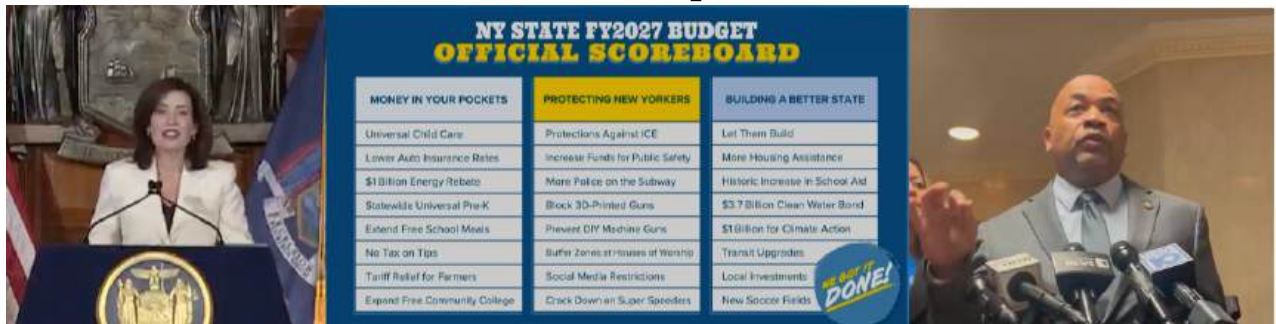 NY STATE FY2027 BUDGET
OFFICIAL SCOREBOARD
MONEY IN YOUR POCKETS
Universal Child Care
Lower Auto Insurance Rates
$1 Billion Energy Rebate
Statewide Universal Pre-K
Extend Free School Meals
No Tax on Tips
Tariff Relief for Farmers
Expand Free Community College
PROTECTING NEW YORKERS
Protections Against ICE
Increase Funds for Public Safety
More Police on the Subway
Block 3D-Printed Guns
Prevent DIY Machine Guns
Buffer Zones at Houses of Worship
Social Media Restrictions
Crack Down on Super Speeders
BUILDING A BETTER STATE
Let Them Build
More Housing Assistance
Historic Increase in School Aid
$3.7 Billion Clean Water Bond
$1 Billion for Climate Action
Transit Upgrades
Local Investments
New Soccer Fields
WE GOT IT
DONE!